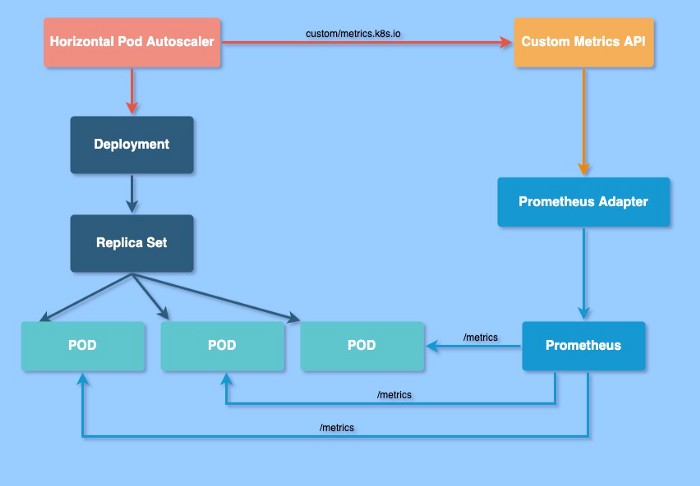 Horizontal Pod Autoscaler
custom/metrics.k8s.io
Custom Metrics API
Deployment
Prometheus Adapter
Replica Set
POD
POD
POD
/metrics
Prometheus
/metrics
/metrics